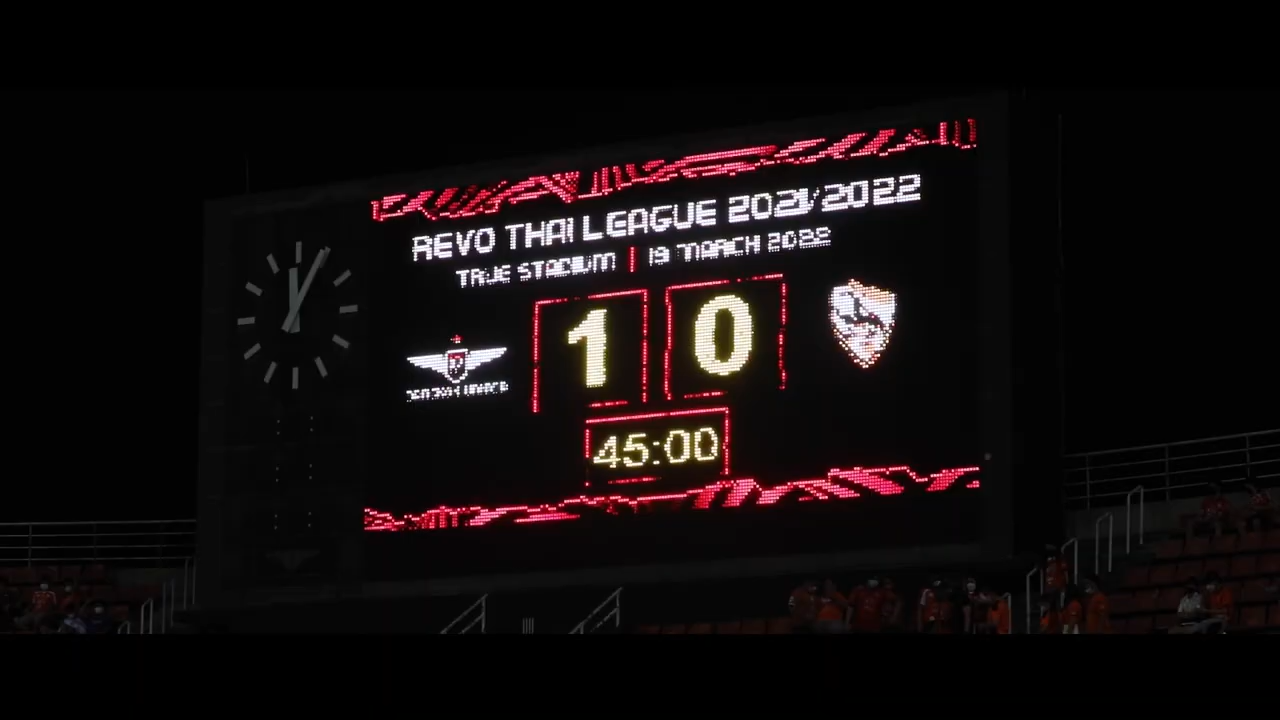 REVO THAI LEAGUE 2021/2022
TRUE STADIUM | 19 MARCH 2022
1 0
45:00